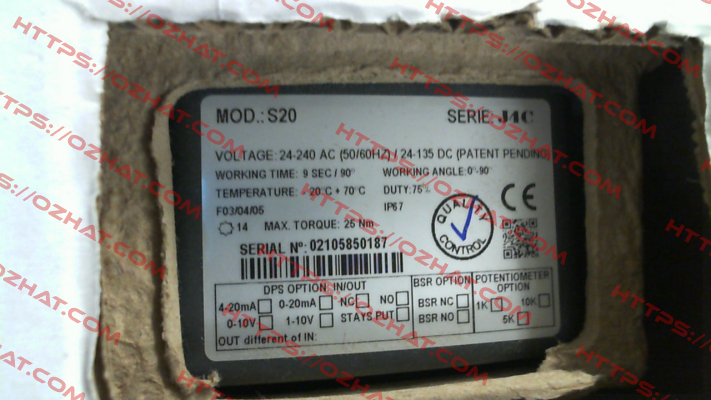 MOD.: S20 SERIE: J4C
VOLTAGE: 24-240 AC (50/60HZ) / 24-135 DC (PATENT PENDING)
WORKING TIME: 9 SEC / 90° WORKING ANGLE: 0°-90°
TEMPERATURE: -20°C + 70°C DUTY: 75%
F03/04/05 IP67
14 MAX. TORQUE: 25 Nm
QUALITY CONTROL
CE
SERIAL Nº: 02105850187
DPS OPTION: IN/OUT BSR OPTION POTENTIOMETER OPTION
4-20mA 0-20mA NC NO BSR NC 1K 10K
0-10V 1-10V STAYS PUT BSR NO 5K
OUT different of IN:
HTTPS://OZHAT.COM